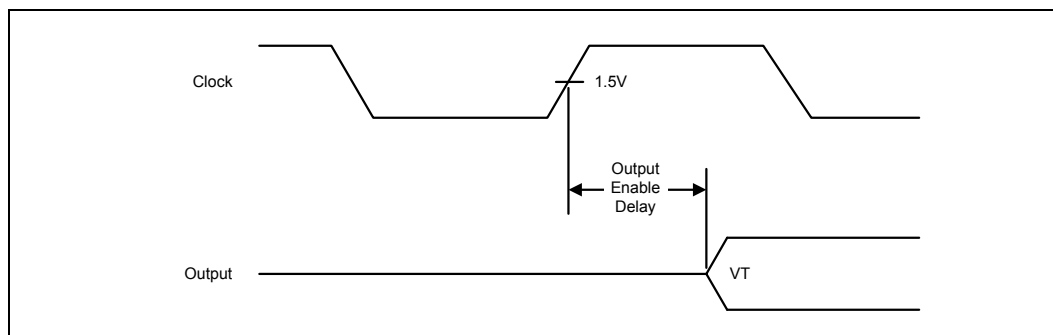 Clock
1.5V
Output
Enable
Delay
Output
VT